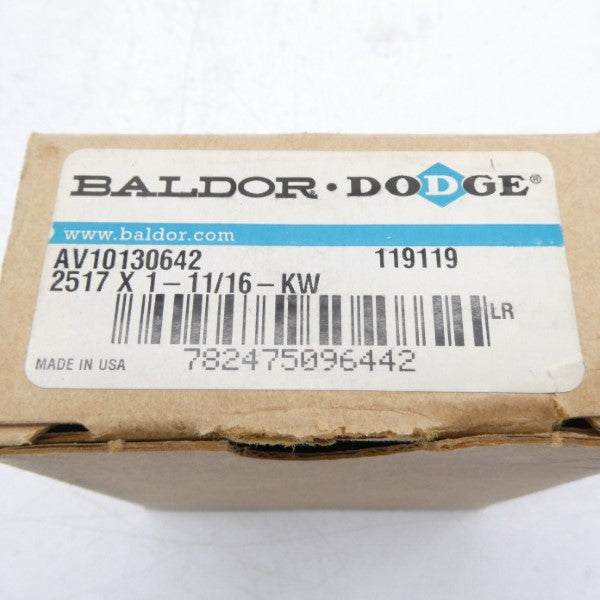 BALDOR · DODGE®
www.baldor.com
AV10130642 119119
2517 X 1-11/16-KW
LR
MADE IN USA 782475096442